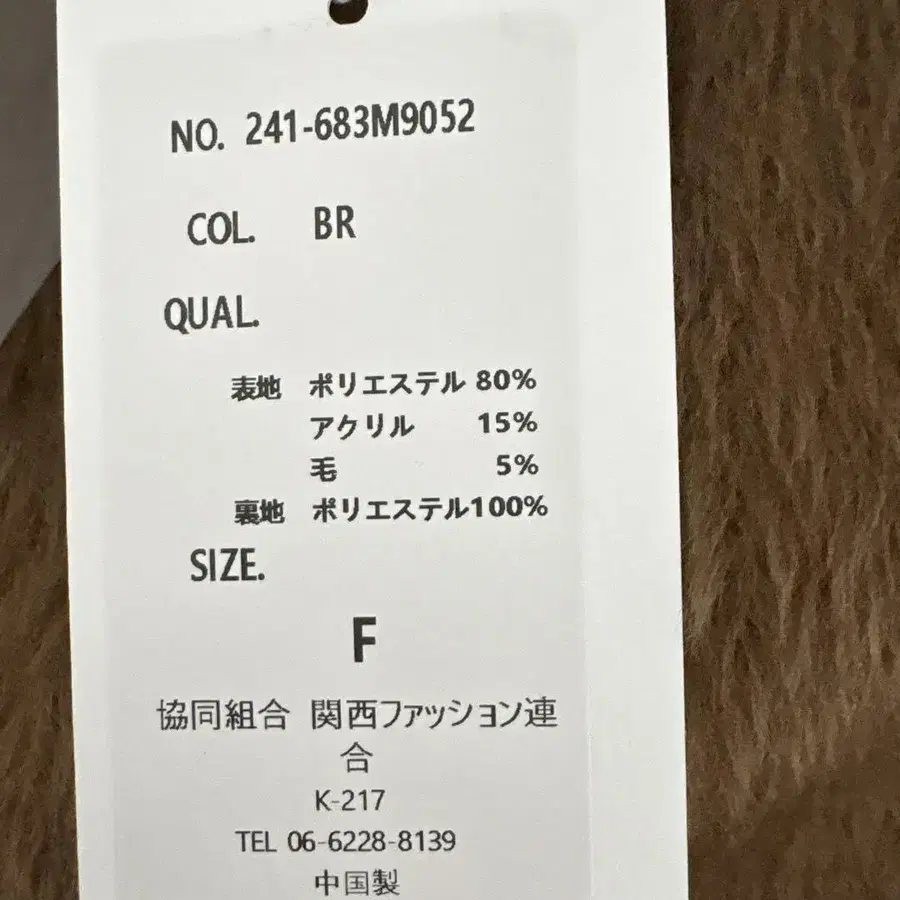 NO. 241-683M9052
COL. BR
QUAL.
表地 ポリエステル 80%
アクリル 15%
毛 5%
裏地 ポリエステル100%
SIZE.
F
協同組合 関西ファッション連
合
K-217
TEL 06-6228-8139
中国製